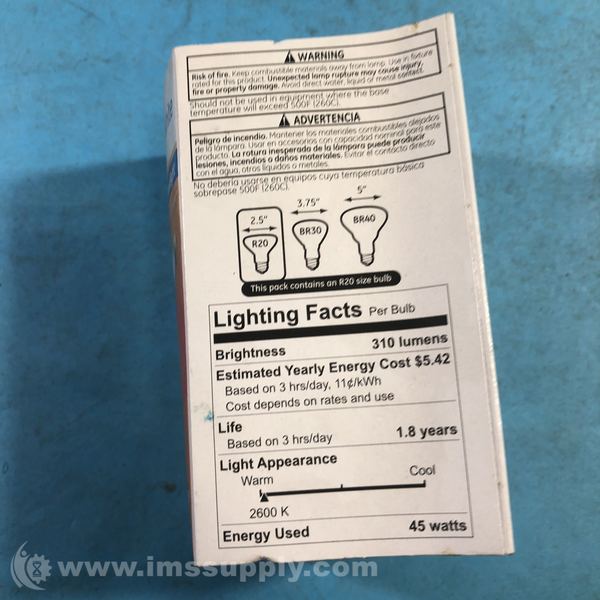 WARNING
Risk of fire. Keep combustible materials away from lamp. Use in fixture
rated for this product. Unexpected lamp rupture may cause injury,
fire or property damage. Avoid direct water, liquid or metal contact.
Should not be used in equipment where the base
temperature will exceed 500F (260C).
ADVERTENCIA
Peligro de incendio. Mantener los materiales combustibles alejados
de la lámpara. Usar en accesorios con capacidad nominal para este
producto. La rotura inesperada de la lámpara puede producir
lesiones, incendios o daños materiales. Evitar el contacto directo
con el agua, otros líquidos o metales.
No debería usarse en equipos cuya temperatura básica
sobrepase 500F (260C).
2.5" 3.75" 5"
R20 BR30 BR40
This pack contains an R20 size bulb
Lighting Facts Per Bulb
Brightness 310 lumens
Estimated Yearly Energy Cost $5.42
Based on 3 hrs/day, 11¢/kWh
Cost depends on rates and use
Life
Based on 3 hrs/day 1.8 years
Light Appearance
Warm Cool
2600 K
Energy Used 45 watts
www.imssupply.com